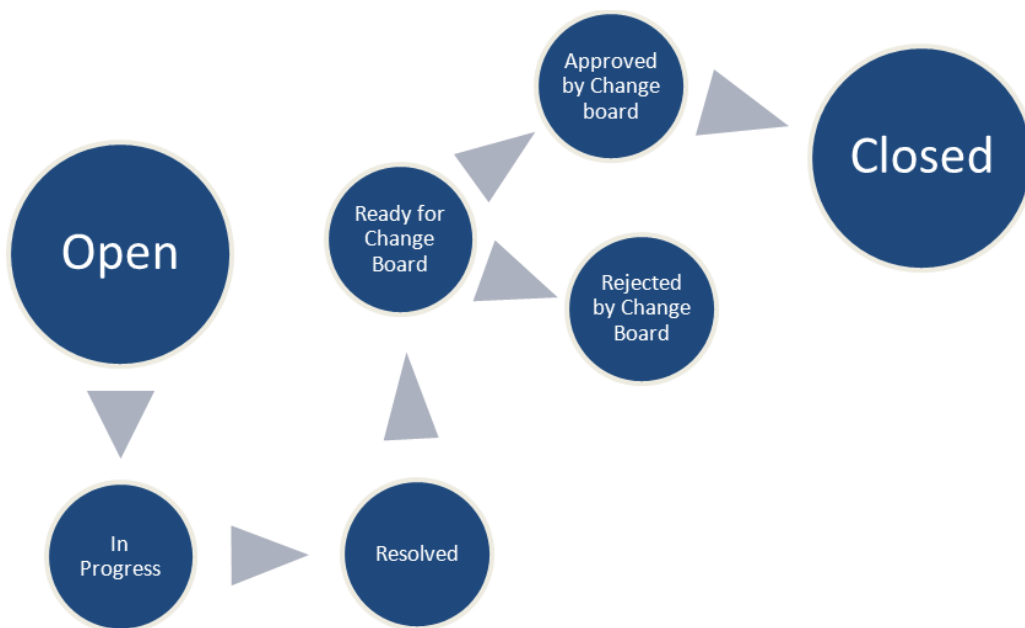 Open
In
Progress
Resolved
Ready for
Change
Board
Approved
by Change
board
Rejected
by Change
Board
Closed